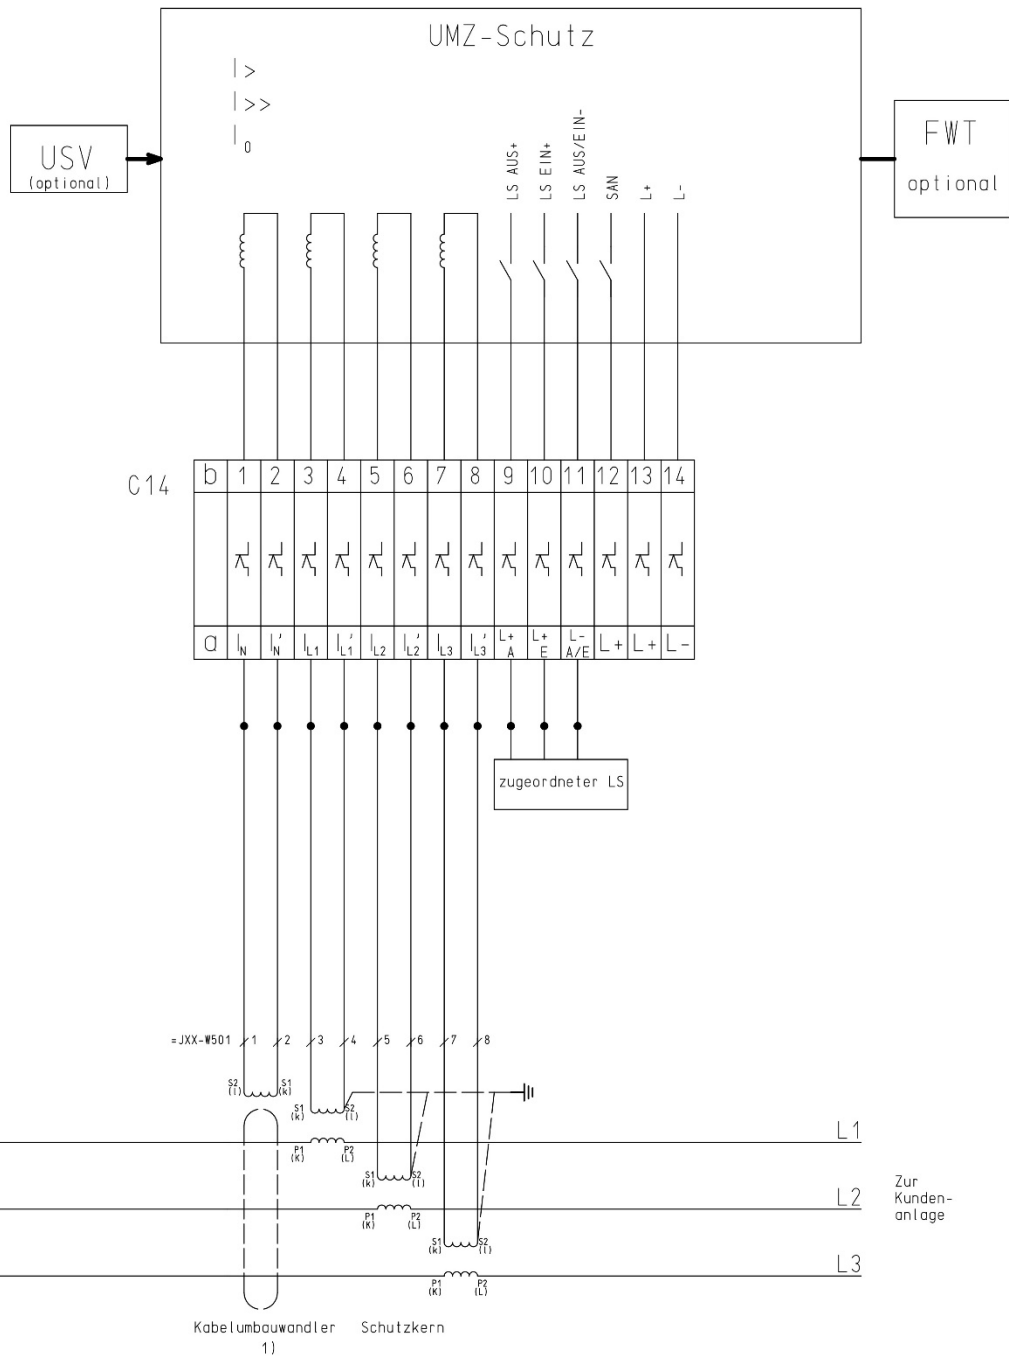 UMZ-Schutz
I>
I>>
I0
USV
(optional)
FWT
optional
LS AUS+
LS EIN+
LS AUS/EIN-
SAN
L+
L-
C14
b 1 2 3 4 5 6 7 8 9 10 11 12 13 14
a IN I'N IL1 I'L1 IL2 I'L2 IL3 I'L3 L+ A L+ E L- A/E L+ L+ L-
zugeordneter LS
=JXX-W501 1 2 3 4 5 6 7 8
S2 (l) S1 (k)
S1 (k) S2 (l)
P1 (K) P2 (L)
L1
S1 (k) S2 (l)
P1 (K) P2 (L)
L2
Zur
Kunden-
anlage
S1 (k) S2 (l)
P1 (K) P2 (L)
L3
Kabelumbauwandler
1)
Schutzkern